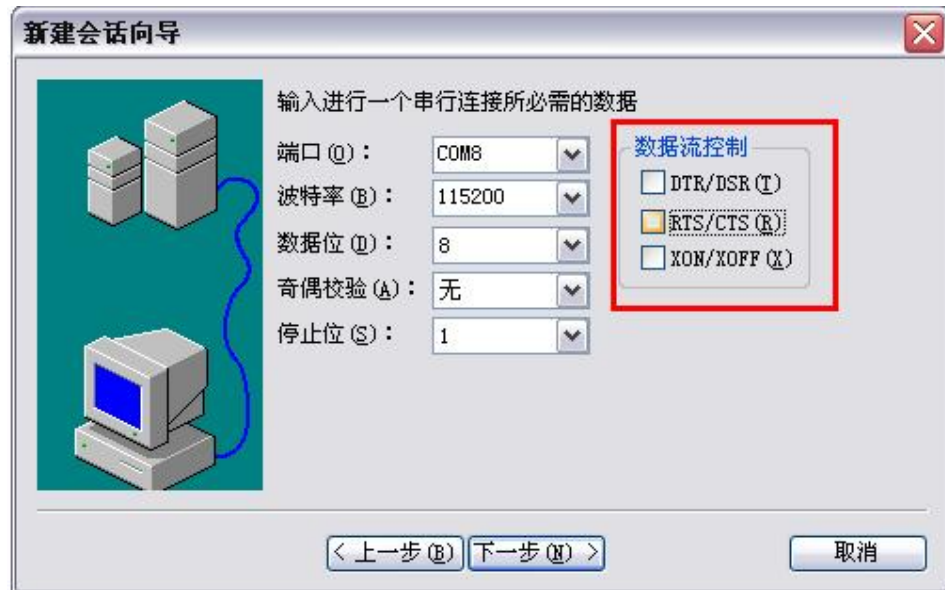 新建会话向导
输入进行一个串行连接所必需的数据
端口(O)： COM8
波特率(B)： 115200
数据位(D)： 8
奇偶校验(A)： 无
停止位(S)： 1
数据流控制
DTR/DSR(T)
RTS/CTS(R)
XON/XOFF(X)
< 上一步(B) 下一步(N) > 取消